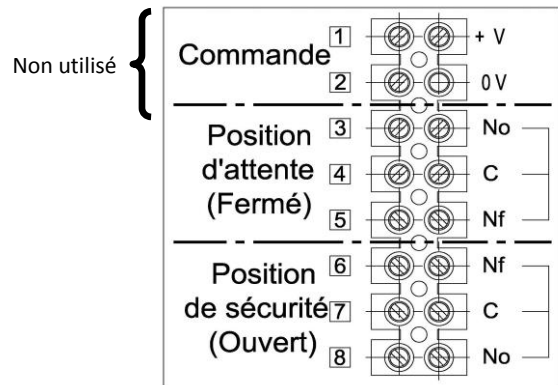 Non utilisé
Commande
1 + V
2 0 V
Position
d'attente
(Fermé)
3 No
4 C
5 Nf
Position
de sécurité
(Ouvert)
6 Nf
7 C
8 No